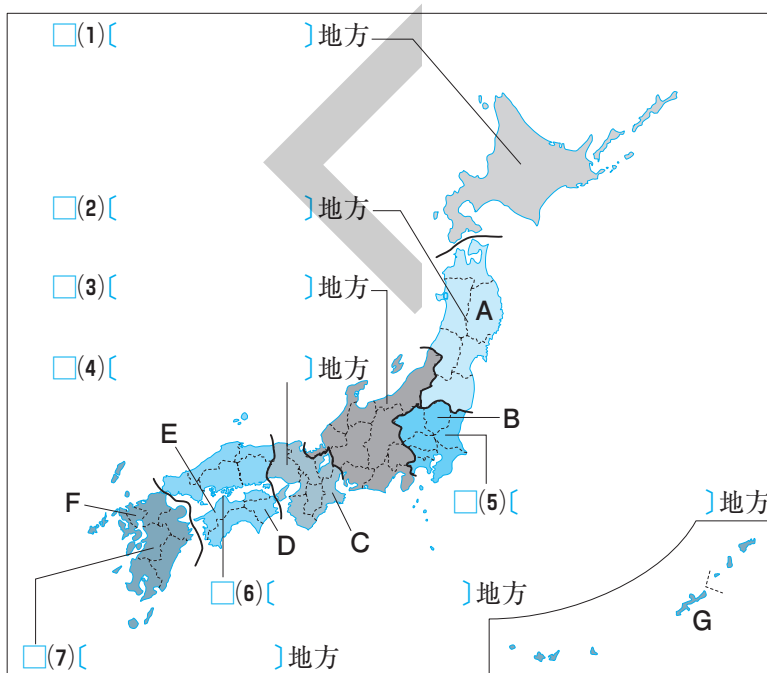 □(1)〔 〕地方
□(2)〔 〕地方
□(3)〔 〕地方
□(4)〔 〕地方
A
B
E
□(5)〔 〕地方
F
D
C
□(6)〔 〕地方
G
□(7)〔 〕地方